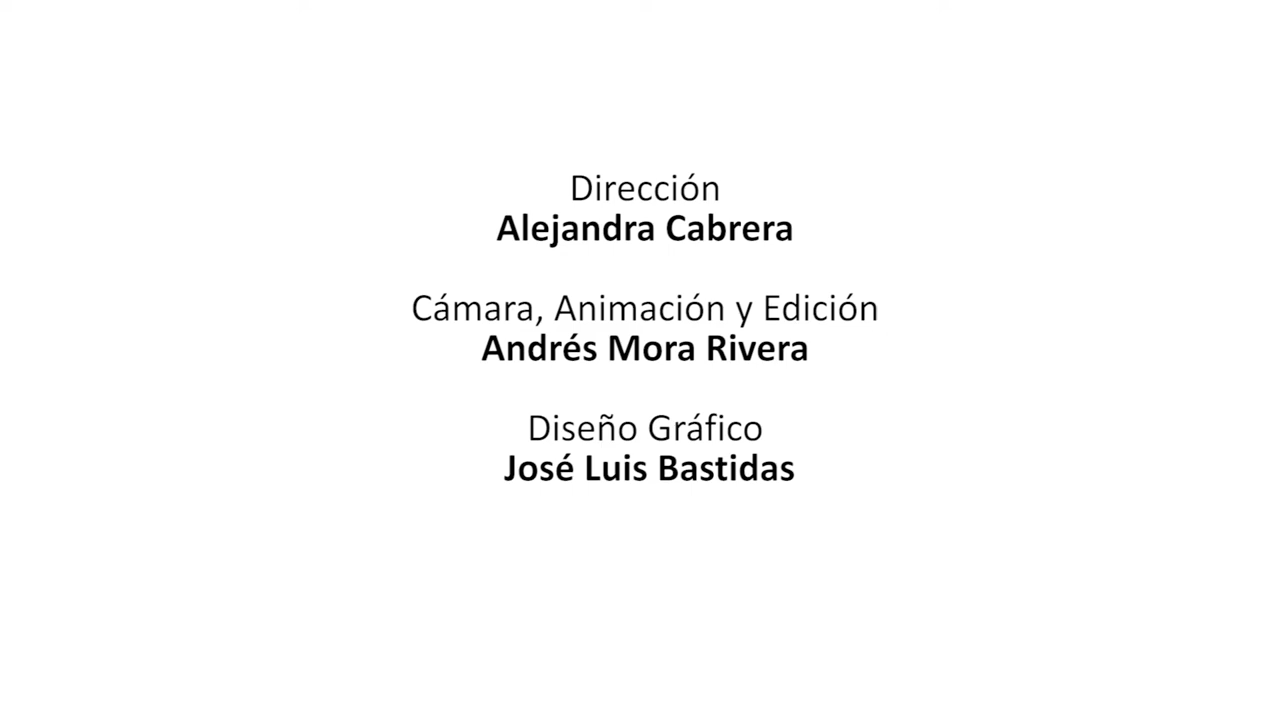 Dirección
Alejandra Cabrera
Cámara, Animación y Edición
Andrés Mora Rivera
Diseño Gráfico
José Luis Bastidas